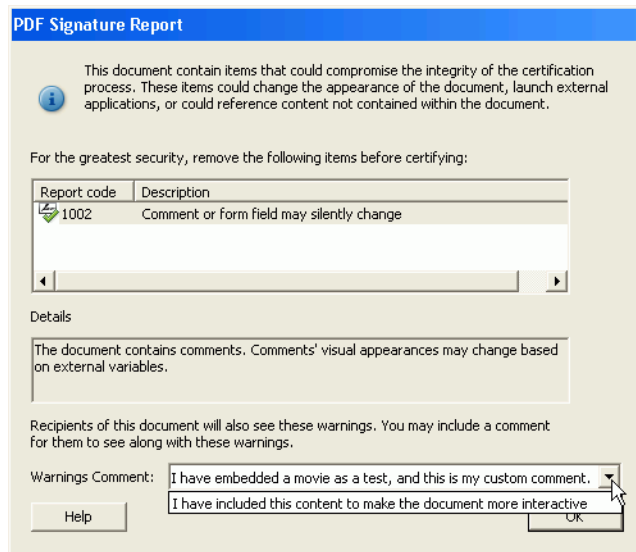 PDF Signature Report
This document contain items that could compromise the integrity of the certification
process. These items could change the appearance of the document, launch external
applications, or could reference content not contained within the document.
For the greatest security, remove the following items before certifying:
Report code Description
1002 Comment or form field may silently change
Details
The document contains comments. Comments' visual appearances may change based
on external variables.
Recipients of this document will also see these warnings. You may include a comment
for them to see along with these warnings.
Warnings Comment: I have embedded a movie as a test, and this is my custom comment.
I have included this content to make the document more interactive
Help OK